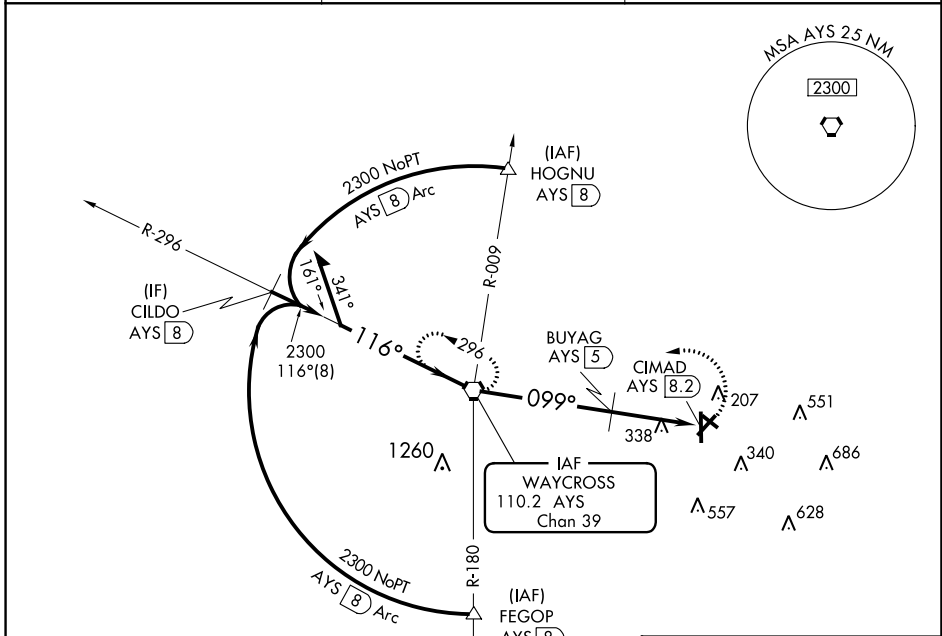 MSA AYS 25 NM
2300
(IAF)
HOGNU
AYS 8
2300 NoPT
AYS 8 Arc
R-296
R-009
161°
341°
(IF)
CILDO
AYS 8
2300
116°(8)
116°
296
BUYAG
AYS 5
CIMAD
AYS 8.2
099°
207
551
338
340
686
1260
557
628
IAF
WAYCROSS
110.2 AYS
Chan 39
R-180
2300 NoPT
AYS 8 Arc
(IAF)
FEGOP
AYS 8